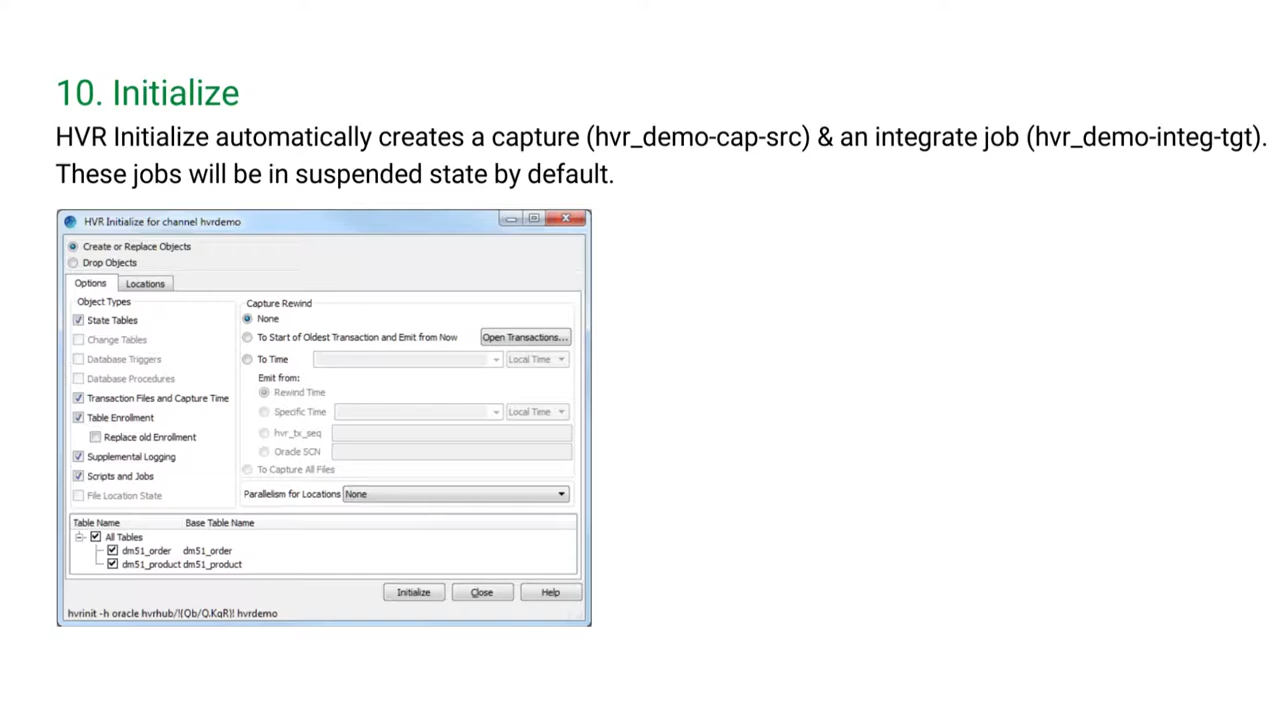 10. Initialize
HVR Initialize automatically creates a capture (hvr_demo-cap-src) & an integrate job (hvr_demo-integ-tgt).
These jobs will be in suspended state by default.
HVR Initialize for channel hvrdemo
Create or Replace Objects
Drop Objects
Options Locations
Object Types
State Tables
Change Tables
Database Triggers
Database Procedures
Transaction Files and Capture Time
Table Enrollment
Replace old Enrollment
Supplemental Logging
Scripts and Jobs
File Location State
Capture Rewind
None
To Start of Oldest Transaction and Emit from Now Open Transactions...
To Time Local Time
Emit from:
Rewind Time
Specific Time Local Time
hvr_tx_seq
Oracle SCN
To Capture All Files
Parallelism for Locations None
Table Name Base Table Name
All Tables
dm51_order dm51_order
dm51_product dm51_product
Initialize Close Help
hvrinit -h oracle hvrhub/!{Qb/Q.KqR}! hvrdemo